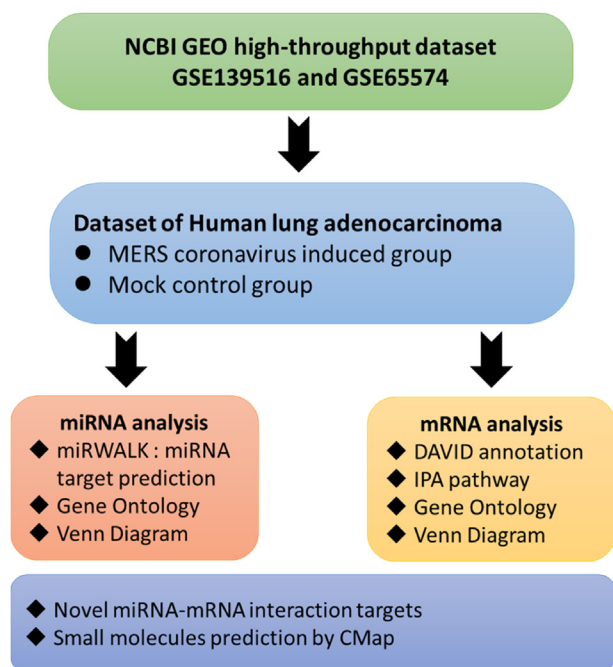 NCBI GEO high-throughput dataset
GSE139516 and GSE65574
Dataset of Human lung adenocarcinoma
● MERS coronavirus induced group
● Mock control group
miRNA analysis
◆ miRWALK : miRNA
target prediction
◆ Gene Ontology
◆ Venn Diagram
mRNA analysis
◆ DAVID annotation
◆ IPA pathway
◆ Gene Ontology
◆ Venn Diagram
◆ Novel miRNA-mRNA interaction targets
◆ Small molecules prediction by CMap